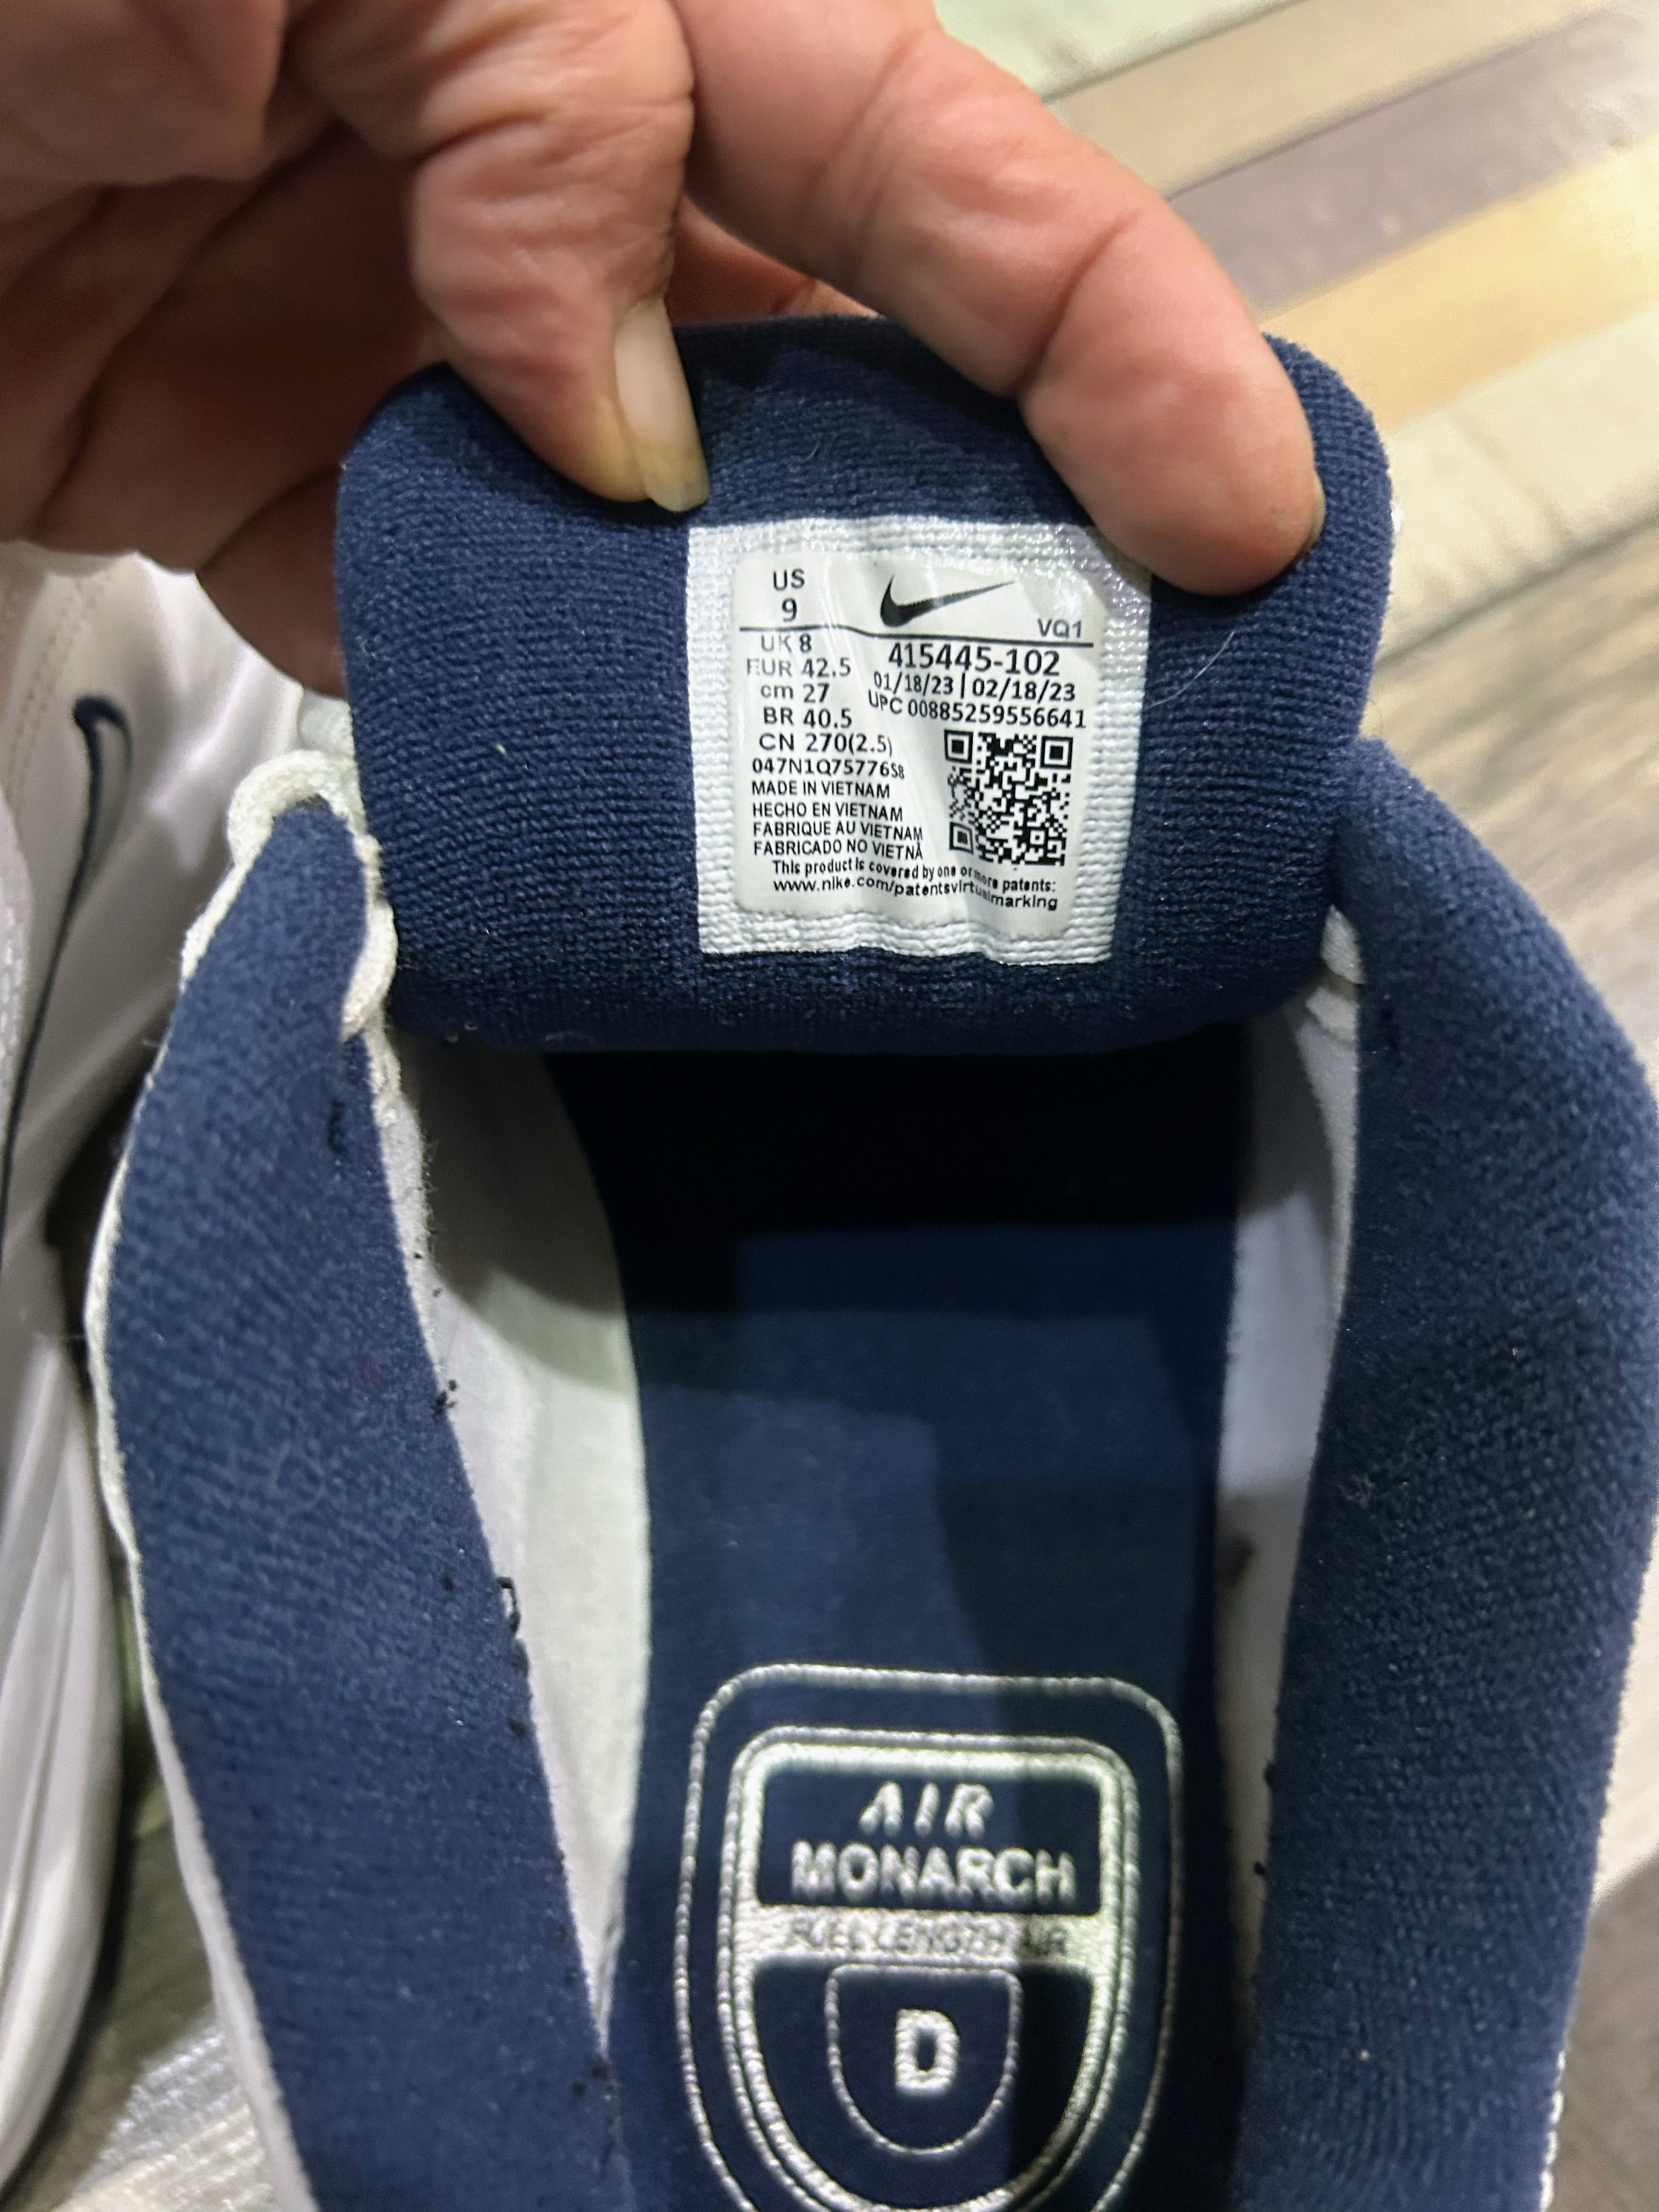 US
9
VQ1
UK 8
EUR 42.5
cm 27
BR 40.5
CN 270(2.5)
415445-102
01/18/23 | 02/18/23
UPC 00885259556641
047N1Q75776S8
MADE IN VIETNAM
HECHO EN VIETNAM
FABRIQUE AU VIETNAM
FABRICADO NO VIETNÃ
This product is covered by one or more patents:
www.nike.com/patentsvirtualmarking
AIR
MONARCH
FULL LENGTH AIR
D